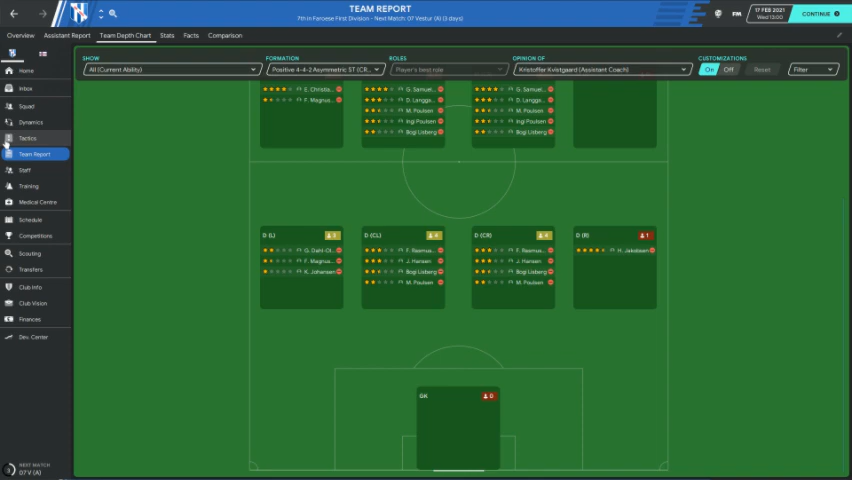 TEAM REPORT
7th in Faroese First Division - Next Match: 07 Vestur (A) (3 days)
FM
17 FEB 2021
Wed 13:00
CONTINUE
Overview
Assistant Report
Team Depth Chart
Stats
Facts
Comparison
SHOW
All (Current Ability)
FORMATION
Positive 4-4-2 Asymmetric ST (CR...
ROLES
Player's best role
OPINION OF
Kristoffer Kvistgaard (Assistant Coach)
CUSTOMIZATIONS
On
Off
Reset
Filter
Home
Inbox
Squad
Dynamics
Tactics
Team Report
Staff
Training
Medical Centre
Schedule
Competitions
Scouting
Transfers
Club Info
Club Vision
Finances
Dev. Center
NEXT MATCH
07 V (A)
E. Christia...
F. Magnus...
G. Samuel...
D. Langga...
M. Poulsen
Ingi Poulsen
Bogi Lisberg
G. Samuel...
D. Langga...
M. Poulsen
Ingi Poulsen
Bogi Lisberg
D (L)
G. Dahl-Ol...
F. Magnus...
K. Johansen
D (CL)
F. Rasmus...
J. Hansen
Bogi Lisberg
M. Poulsen
D (CR)
F. Rasmus...
J. Hansen
Bogi Lisberg
M. Poulsen
D (R)
1
H. Jakobsen
GK
0